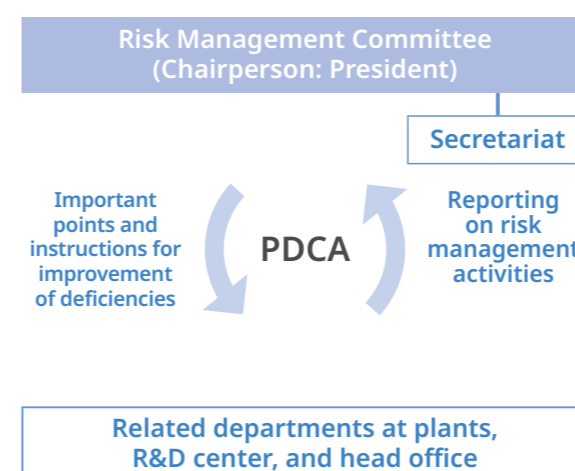 Risk Management Committee
(Chairperson: President)
Secretariat
Important
points and
instructions for
improvement
of deficiencies
PDCA
Reporting
on risk
management
activities
Related departments at plants,
R&D center, and head office